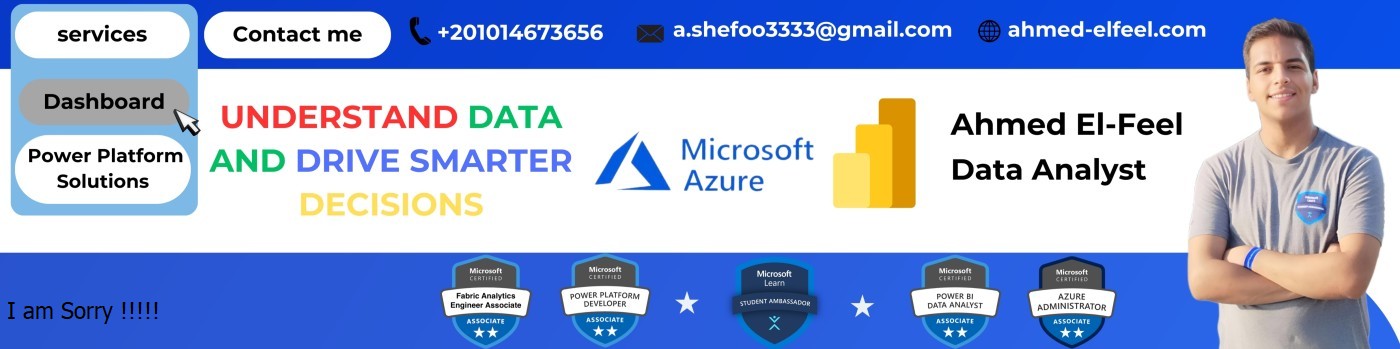 services
Contact me
+201014673656
a.shefoo3333@gmail.com
ahmed-elfeel.com
Dashboard
Power Platform
Solutions
UNDERSTAND DATA
AND DRIVE SMARTER
DECISIONS
Microsoft
Azure
Ahmed El-Feel
Data Analyst
I am Sorry !!!!!
Microsoft
CERTIFIED
Fabric Analytics
Engineer Associate
ASSOCIATE
Microsoft
CERTIFIED
POWER PLATFORM
DEVELOPER
ASSOCIATE
Microsoft
Learn
STUDENT AMBASSADOR
Microsoft
CERTIFIED
POWER BI
DATA ANALYST
ASSOCIATE
Microsoft
CERTIFIED
AZURE
ADMINISTRATOR
ASSOCIATE